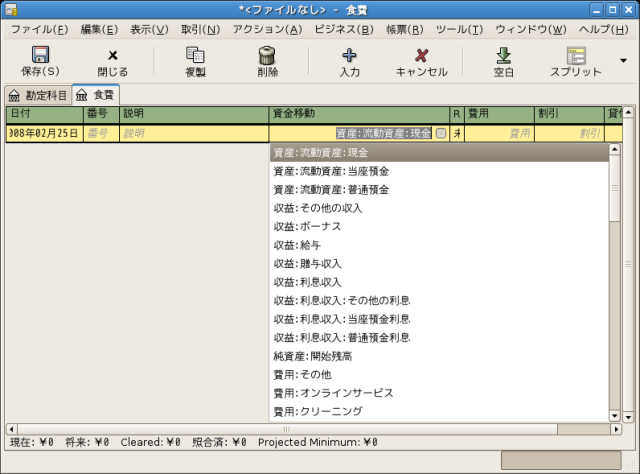 *<ファイルなし> - 食費
ファイル(F) 編集(E) 表示(V) 取引(N) アクション(A) ビジネス(B) 帳票(R) ツール(T) ウィンドウ(W) ヘルプ(H)
保存(S) 閉じる 複製 削除 入力 キャンセル 空白 スプリット
勘定科目 食費
日付 番号 説明 資金移動 R 費用 割引
008年02月25日 番号 説明 資産:流動資産:現金 費用 割引
資産:流動資産:現金
資産:流動資産:当座預金
資産:流動資産:普通預金
収益:その他の収入
収益:ボーナス
収益:給与
収益:贈与収入
収益:利息収入
収益:利息収入:その他の利息
収益:利息収入:当座預金利息
収益:利息収入:普通預金利息
純資産:開始残高
費用:その他
費用:オンラインサービス
費用:クリーニング
現在: ¥0 将来: ¥0 Cleared: ¥0 照合済: ¥0 Projected Minimum: ¥0